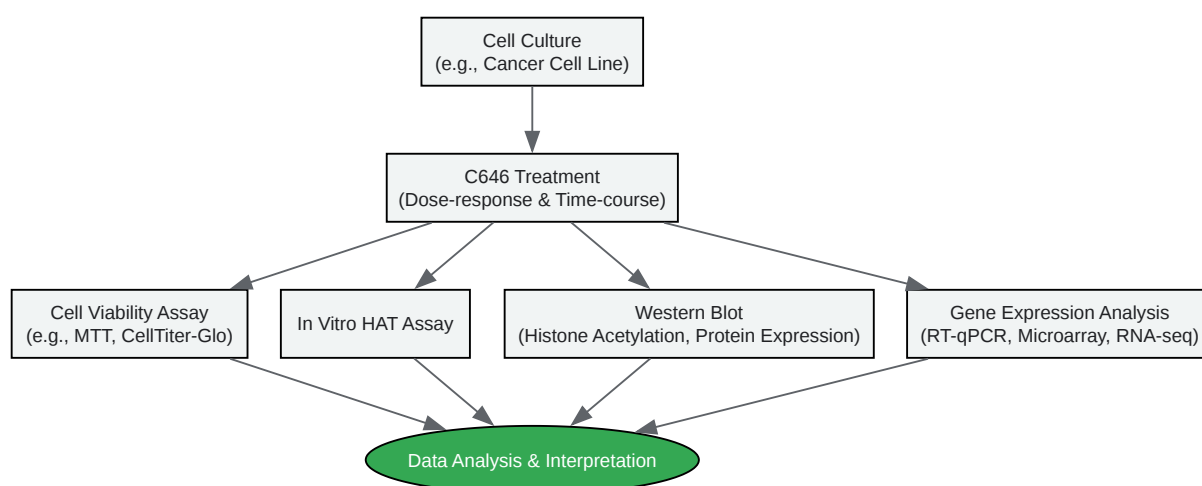 Cell Culture
(e.g., Cancer Cell Line)
C646 Treatment
(Dose-response & Time-course)
Cell Viability Assay
(e.g., MTT, CellTiter-Glo)
In Vitro HAT Assay
Western Blot
(Histone Acetylation, Protein Expression)
Gene Expression Analysis
(RT-qPCR, Microarray, RNA-seq)
Data Analysis & Interpretation